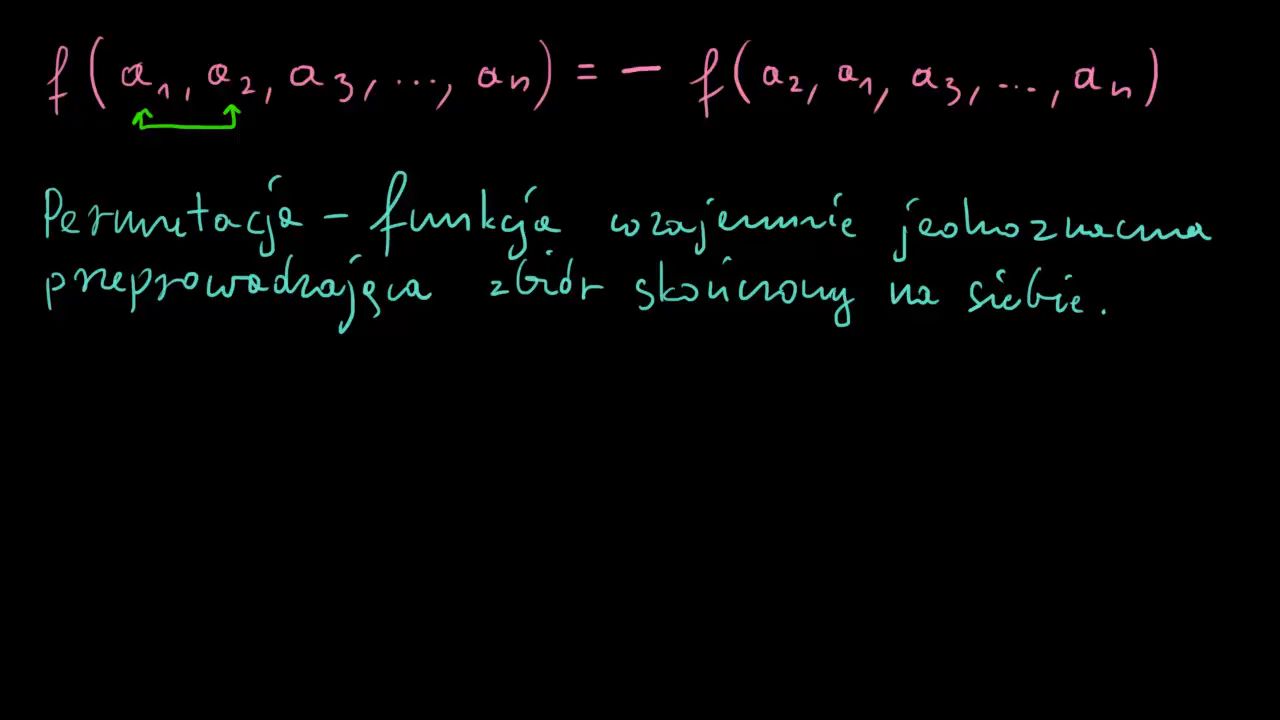 f(a₁, a₂, a₃, ..., aₙ) = - f(a₂, a₁, a₃, ..., aₙ)
Permutacja - funkcja wzajemnie jednoznaczna
przeprowadzająca zbiór skończony na siebie.